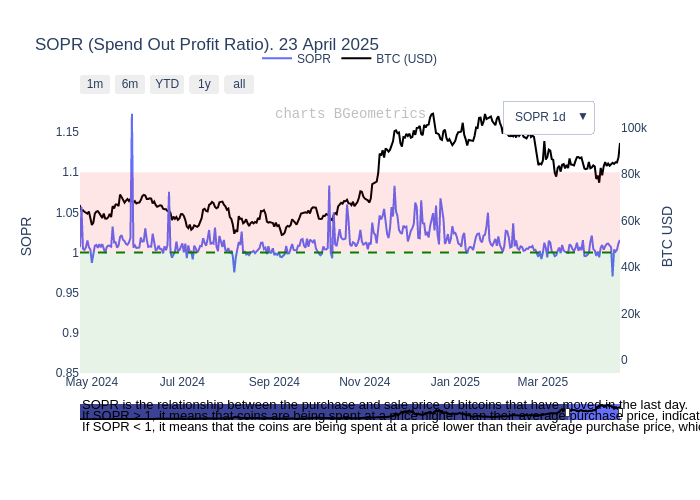 SOPR (Spend Out Profit Ratio). 23 April 2025
SOPR BTC (USD)
1m 6m YTD 1y all
charts BGeometrics
SOPR 1d ▼
1.15
1.1
1.05
1
0.95
0.9
0.85
SOPR
100k
80k
60k
40k
20k
0
BTC USD
May 2024 Jul 2024 Sep 2024 Nov 2024 Jan 2025 Mar 2025
SOPR is the relationship between the purchase and sale price of bitcoins that have moved in the last day.
If SOPR > 1, it means that coins are being spent at a price higher than their average purchase price, indicat
If SOPR < 1, it means that the coins are being spent at a price lower than their average purchase price, whic